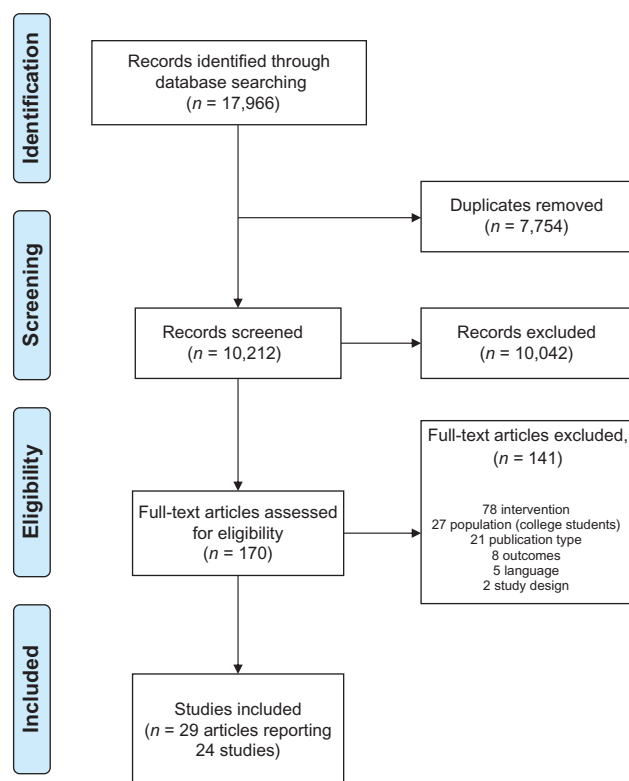 Identification
Records identified through
database searching
(n = 17,966)
Duplicates removed
(n = 7,754)
Screening
Records screened
(n = 10,212)
Records excluded
(n = 10,042)
Eligibility
Full-text articles assessed
for eligibility
(n = 170)
Full-text articles excluded,
(n = 141)
78 intervention
27 population (college students)
21 publication type
8 outcomes
5 language
2 study design
Included
Studies included
(n = 29 articles reporting
24 studies)